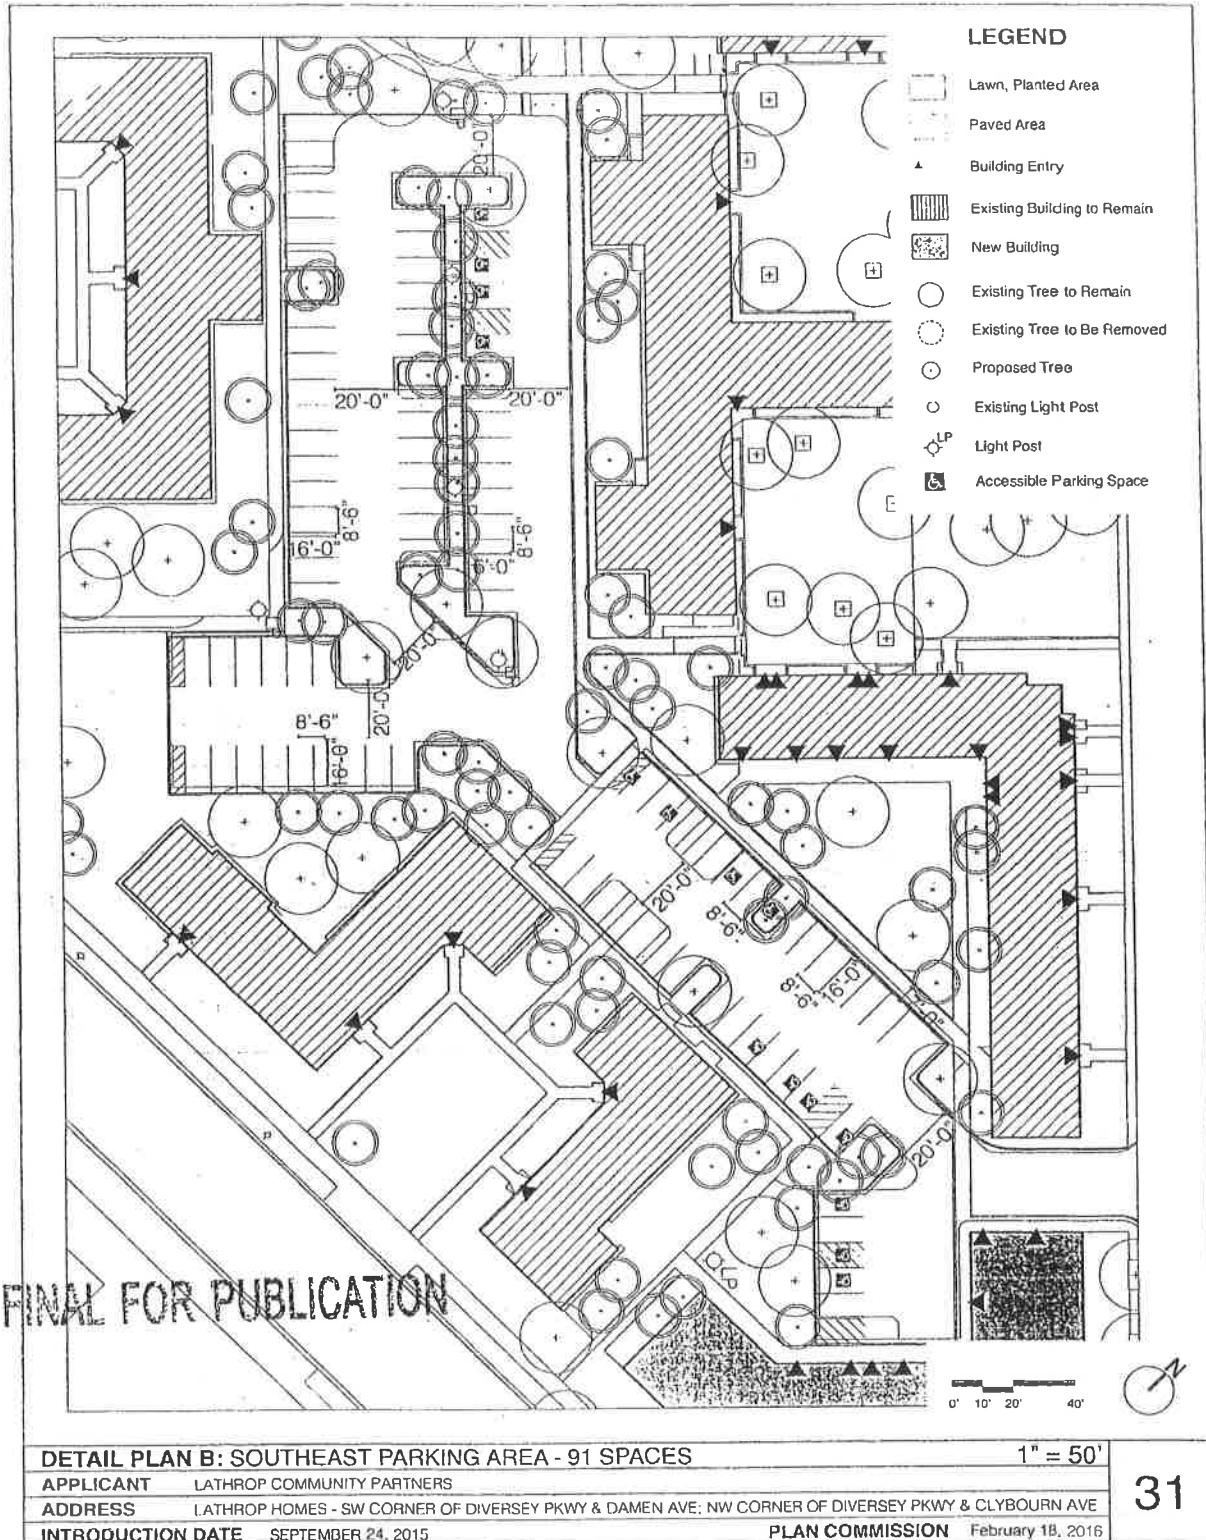 LEGEND
Lawn, Planted Area
Paved Area
Building Entry
Existing Building to Remain
New Building
Existing Tree to Remain
Existing Tree to Be Removed
Proposed Tree
Existing Light Post
LP
Light Post
Accessible Parking Space
20'-0
20'-0"
20'-0"
8'-6"
16'-0"
8'-6"
6'-0"
20'-0
20'-0
8'-6"
16'-0"
20'-0"
8'-6"
8'-6"
16'-0"
20'-0"
LP
FINAL FOR PUBLICATION
N
0' 10' 20' 40'
DETAIL PLAN B: SOUTHEAST PARKING AREA - 91 SPACES 1" = 50'
APPLICANT LATHROP COMMUNITY PARTNERS
ADDRESS LATHROP HOMES - SW CORNER OF DIVERSEY PKWY & DAMEN AVE; NW CORNER OF DIVERSEY PKWY & CLYBOURN AVE
31
INTRODUCTION DATE SEPTEMBER 24, 2015 PLAN COMMISSION February 18, 2016